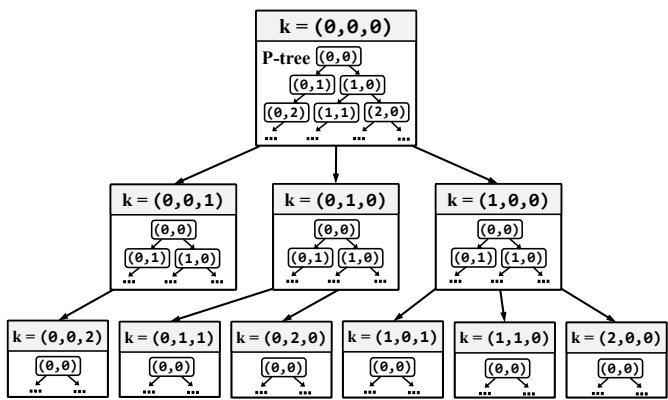 k = (0,0,0)
P-tree (0,0)
(0,1) (1,0)
(0,2) (1,1) (2,0)
... ... ... ...
k = (0,0,1) k = (0,1,0) k = (1,0,0)
(0,0) (0,0) (0,0)
(0,1) (1,0) (0,1) (1,0) (0,1) (1,0)
... ... ... ... ... ...
k = (0,0,2) k = (0,1,1) k = (0,2,0) k = (1,0,1) k = (1,1,0) k = (2,0,0)
(0,0) (0,0) (0,0) (0,0) (0,0) (0,0)
... ... ... ... ... ... ... ... ... ... ... ...